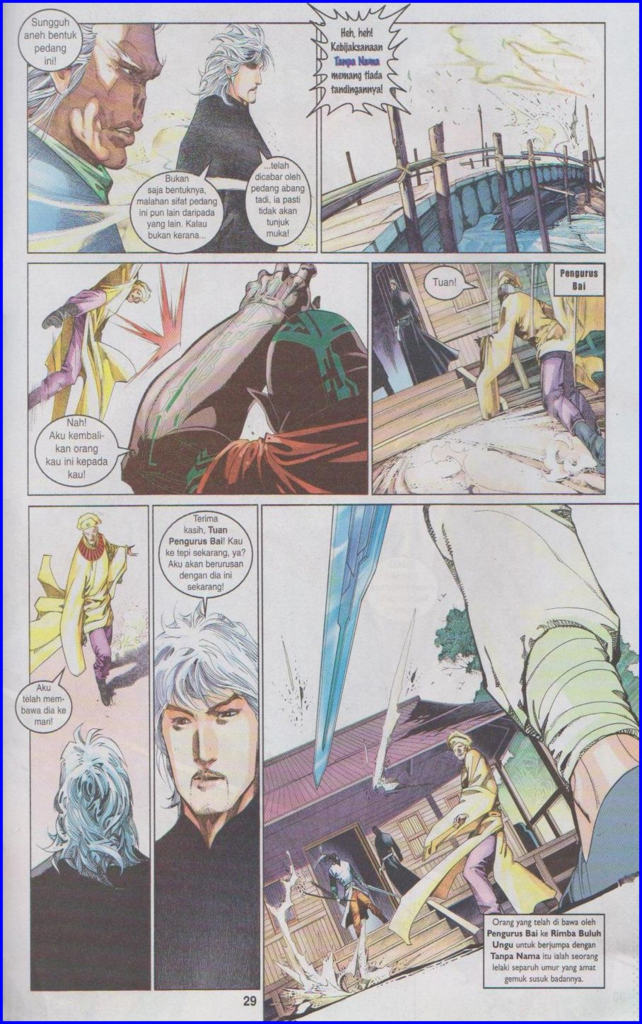 Sungguh
aneh bentuk
pedang
ini!
Bukan
saja bentuknya,
malahan sifat pedang
ini pun lain daripada
yang lain. Kalau
bukan kerana...
...telah
dicabar oleh
pedang abang
tadi, ia pasti
tidak akan
tunjuk
muka!
Heh, heh!
Kebijaksanaan
Tanpa Nama
memang tiada
tandingannya!
Nah!
Aku kembali-
kan orang
kau ini kepada
kau!
Tuan!
Pengurus
Bai
Aku
telah mem-
bawa dia ke
mari!
Terima
kasih, Tuan
Pengurus Bai! Kau
ke tepi sekarang, ya?
Aku akan berurusan
dengan dia ini
sekarang!
Orang yang telah di bawa oleh
Pengurus Bai ke Rimba Buluh
Ungu untuk berjumpa dengan
Tanpa Nama itu ialah seorang
lelaki separuh umur yang amat
gemuk susuk badannya.
29